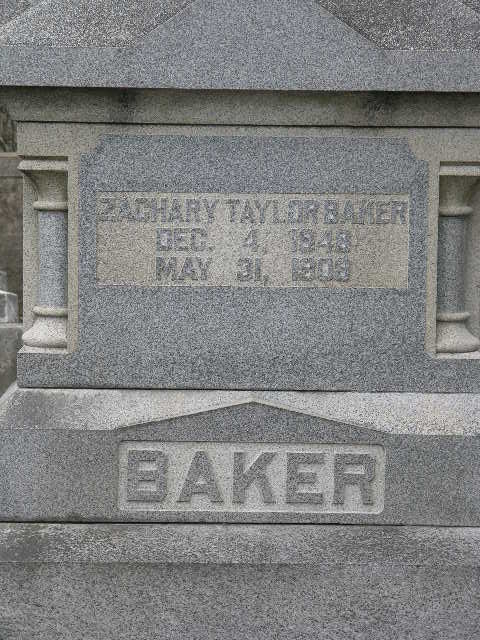 ZACHARY TAYLOR BAKER
DEC. 4, 1848
MAY 31, 1909
BAKER